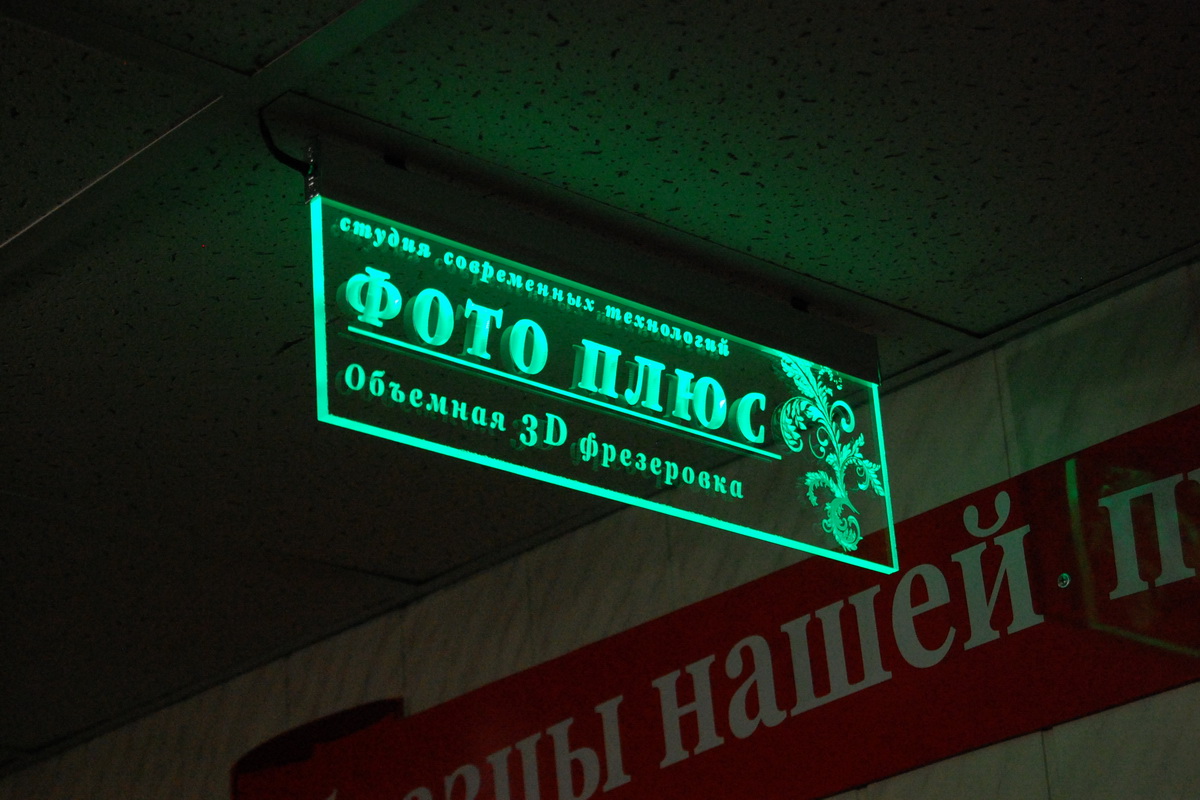 студия современных технологий
ФОТО ПЛЮС
Объемная 3D фрезеровка
нашей